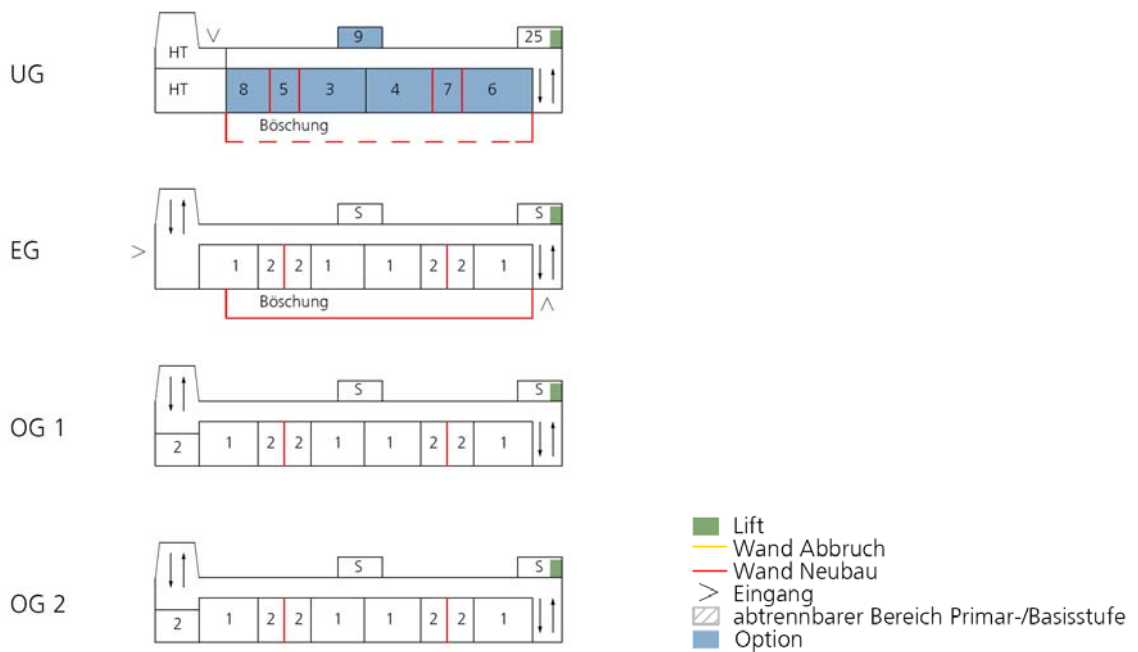 9
25
HT
UG
HT
8
5
3
4
7
6
Böschung
S
S
EG
>
1
2
2
1
1
2
2
1
Böschung
S
S
OG 1
2
1
2
2
1
1
2
2
1
S
S
OG 2
2
1
2
2
1
1
2
2
1
Lift
Wand Abbruch
Wand Neubau
> Eingang
abtrennbarer Bereich Primar-/Basisstufe
Option